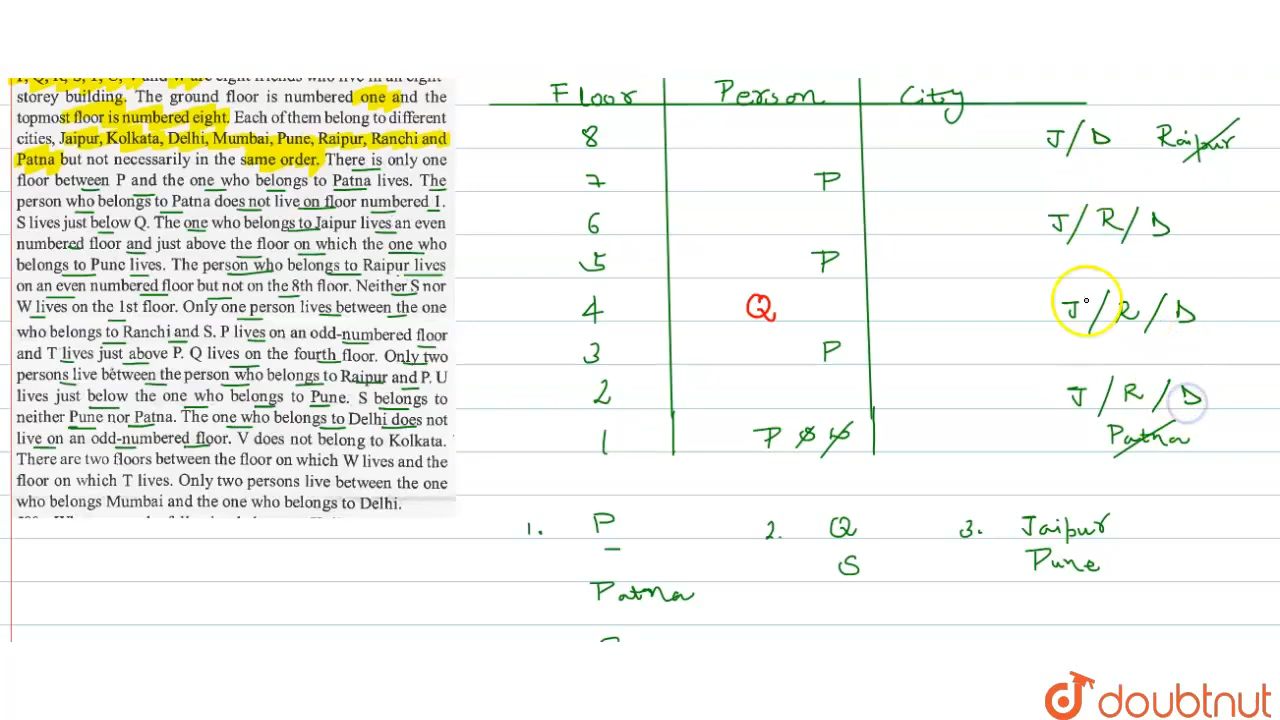 P, Q, R, S, T, U, V and W are eight friends who live in an eight
storey building. The ground floor is numbered one and the
topmost floor is numbered eight. Each of them belong to different
cities, Jaipur, Kolkata, Delhi, Mumbai, Pune, Raipur, Ranchi and
Patna but not necessarily in the same order. There is only one
floor between P and the one who belongs to Patna lives. The
person who belongs to Patna does not live on floor numbered 1.
S lives just below Q. The one who belongs to Jaipur lives an even
numbered floor and just above the floor on which the one who
belongs to Pune lives. The person who belongs to Raipur lives
on an even numbered floor but not on the 8th floor. Neither S nor
W lives on the 1st floor. Only one person lives between the one
who belongs to Ranchi and S. P lives on an odd-numbered floor
and T lives just above P. Q lives on the fourth floor. Only two
persons live between the person who belongs to Raipur and P. U
lives just below the one who belongs to Pune. S belongs to
neither Pune nor Patna. The one who belongs to Delhi does not
live on an odd-numbered floor. V does not belong to Kolkata.
There are two floors between the floor on which W lives and the
floor on which T lives. Only two persons live between the one
who belongs Mumbai and the one who belongs to Delhi.
Floor Person City
8 J/D Raipur
7 P
6 J/R/D
5 P
4 Q J/R/D
3 P
2 J/R/D
1 P S W Patna
1. P 2. Q 3. Jaipur
S Pune
Patna
doubtnut